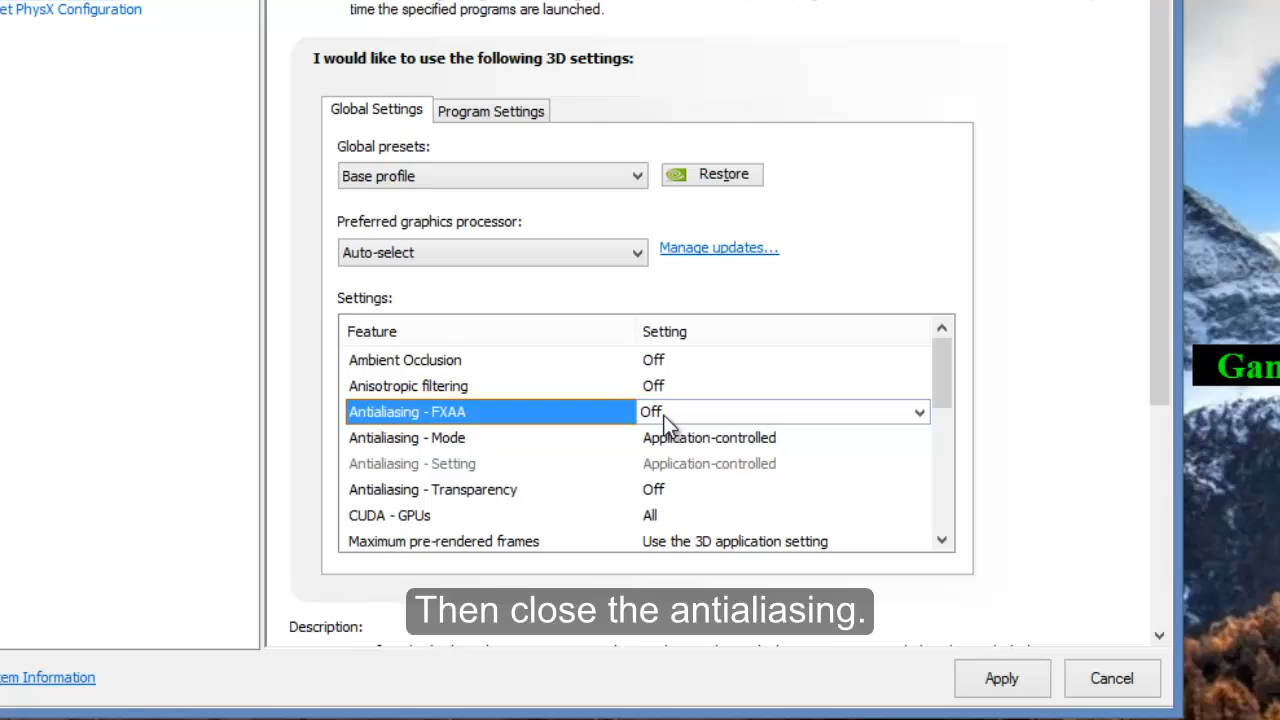 et PhysX Configuration
time the specified programs are launched.
I would like to use the following 3D settings:
Global Settings
Program Settings
Global presets:
Base profile
Restore
Preferred graphics processor:
Auto-select
Manage updates...
Settings:
Feature Setting
Ambient Occlusion Off
Anisotropic filtering Off
Antialiasing - FXAA Off
Antialiasing - Mode Application-controlled
Antialiasing - Setting Application-controlled
Antialiasing - Transparency Off
CUDA - GPUs All
Maximum pre-rendered frames Use the 3D application setting
Gam
Then close the antialiasing.
Description:
tem Information
Apply
Cancel